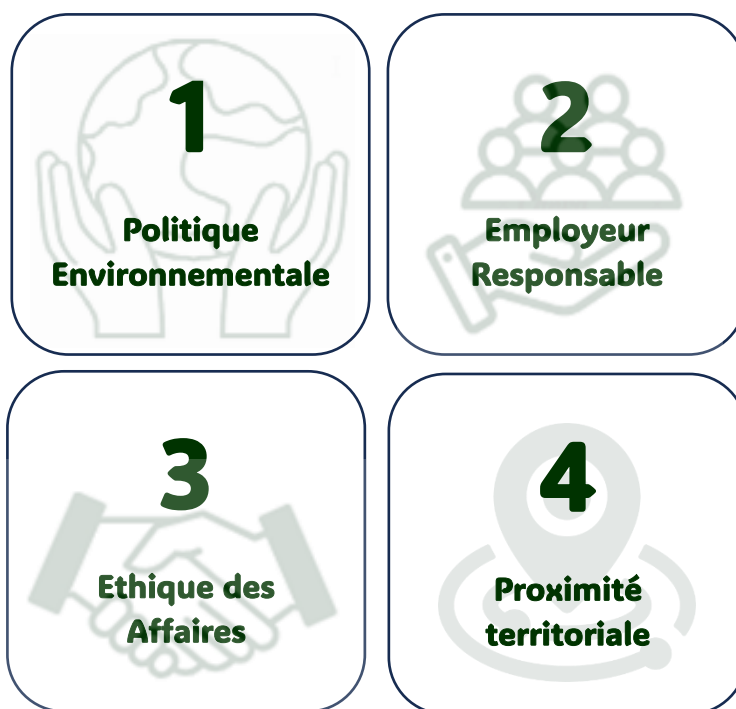 1
Politique
Environnementale
2
Employeur
Responsable
3
Ethique des
Affaires
4
Proximité
territoriale